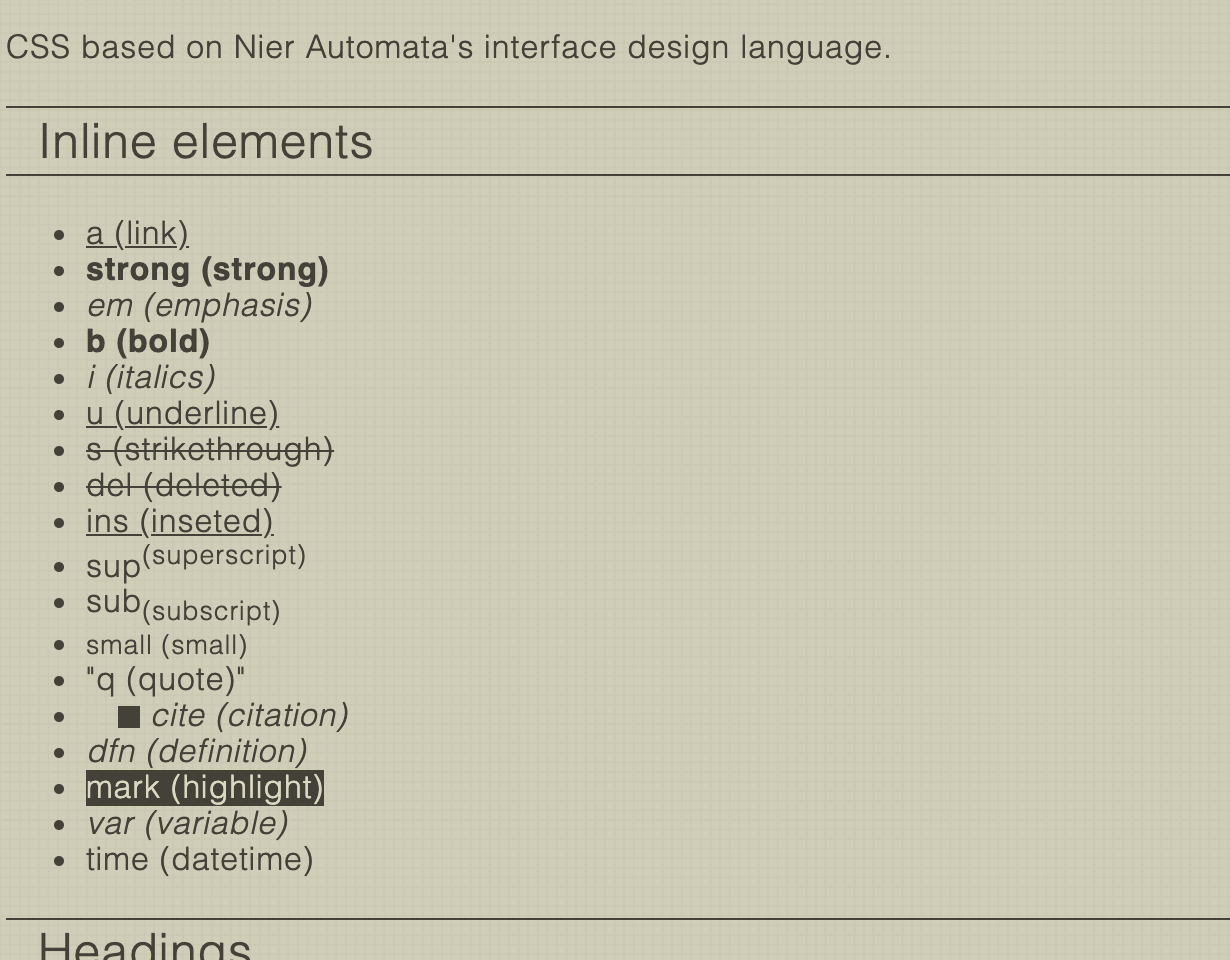 CSS based on Nier Automata's interface design language.
Inline elements
a (link)
strong (strong)
em (emphasis)
b (bold)
i (italics)
u (underline)
s (strikethrough)
del (deleted)
ins (inseted)
sup(superscript)
sub(subscript)
small (small)
"q (quote)"
cite (citation)
dfn (definition)
mark (highlight)
var (variable)
time (datetime)
Headings